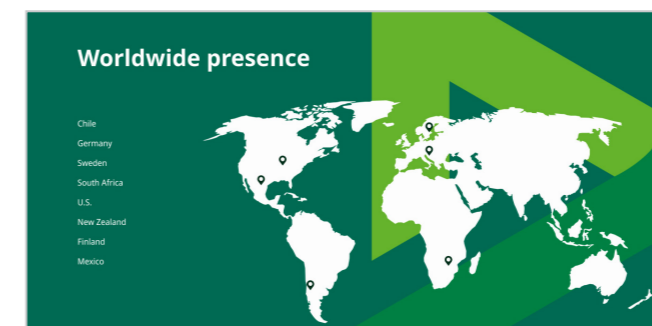 Worldwide presence
Chile
Germany
Sweden
South Africa
U.S.
New Zealand
Finland
Mexico